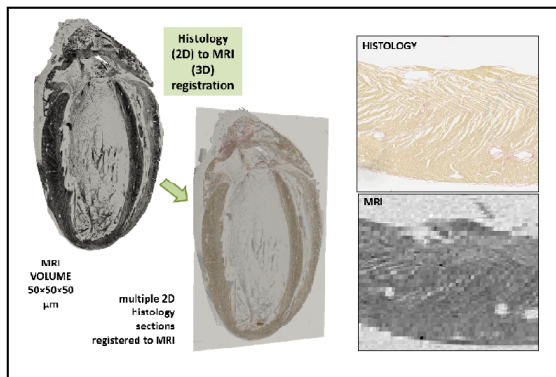 Histology
(2D) to MRI
(3D)
registration
HISTOLOGY
MRI
MRI
VOLUME
50×50×50
µm
multiple 2D
histology
sections
registered to MRI